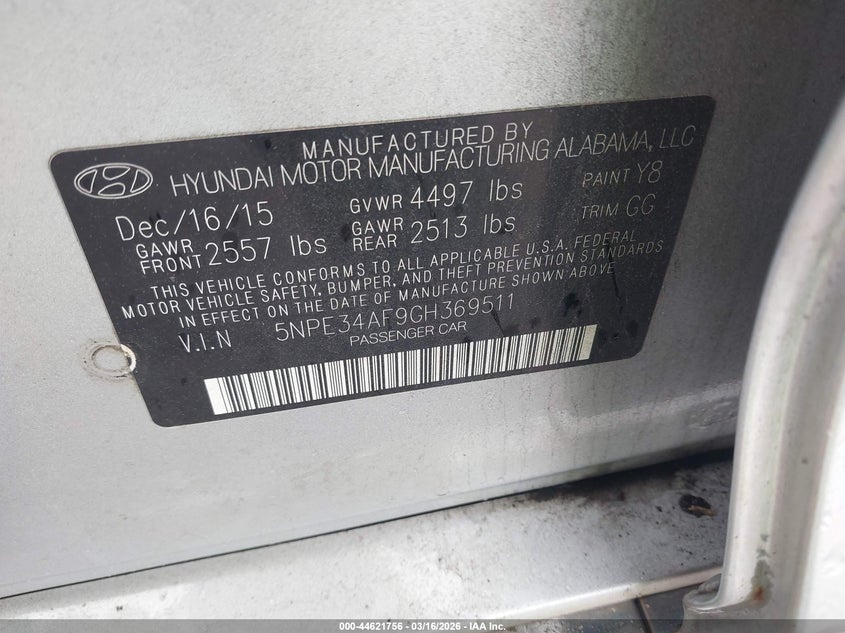 MANUFACTURED BY
HYUNDAI MOTOR MANUFACTURING ALABAMA, LLC
Dec/16/15 GVWR 4497 lbs PAINT Y8
GAWR FRONT 2557 lbs GAWR REAR 2513 lbs TRIM GG
THIS VEHICLE CONFORMS TO ALL APPLICABLE U.S.A. FEDERAL
MOTOR VEHICLE SAFETY, BUMPER, AND THEFT PREVENTION STANDARDS
IN EFFECT ON THE DATE OF MANUFACTURE SHOWN ABOVE
V.I.N 5NPE34AF9GH369511
PASSENGER CAR
000-44621756 - 03/16/2026 - IAA Inc.